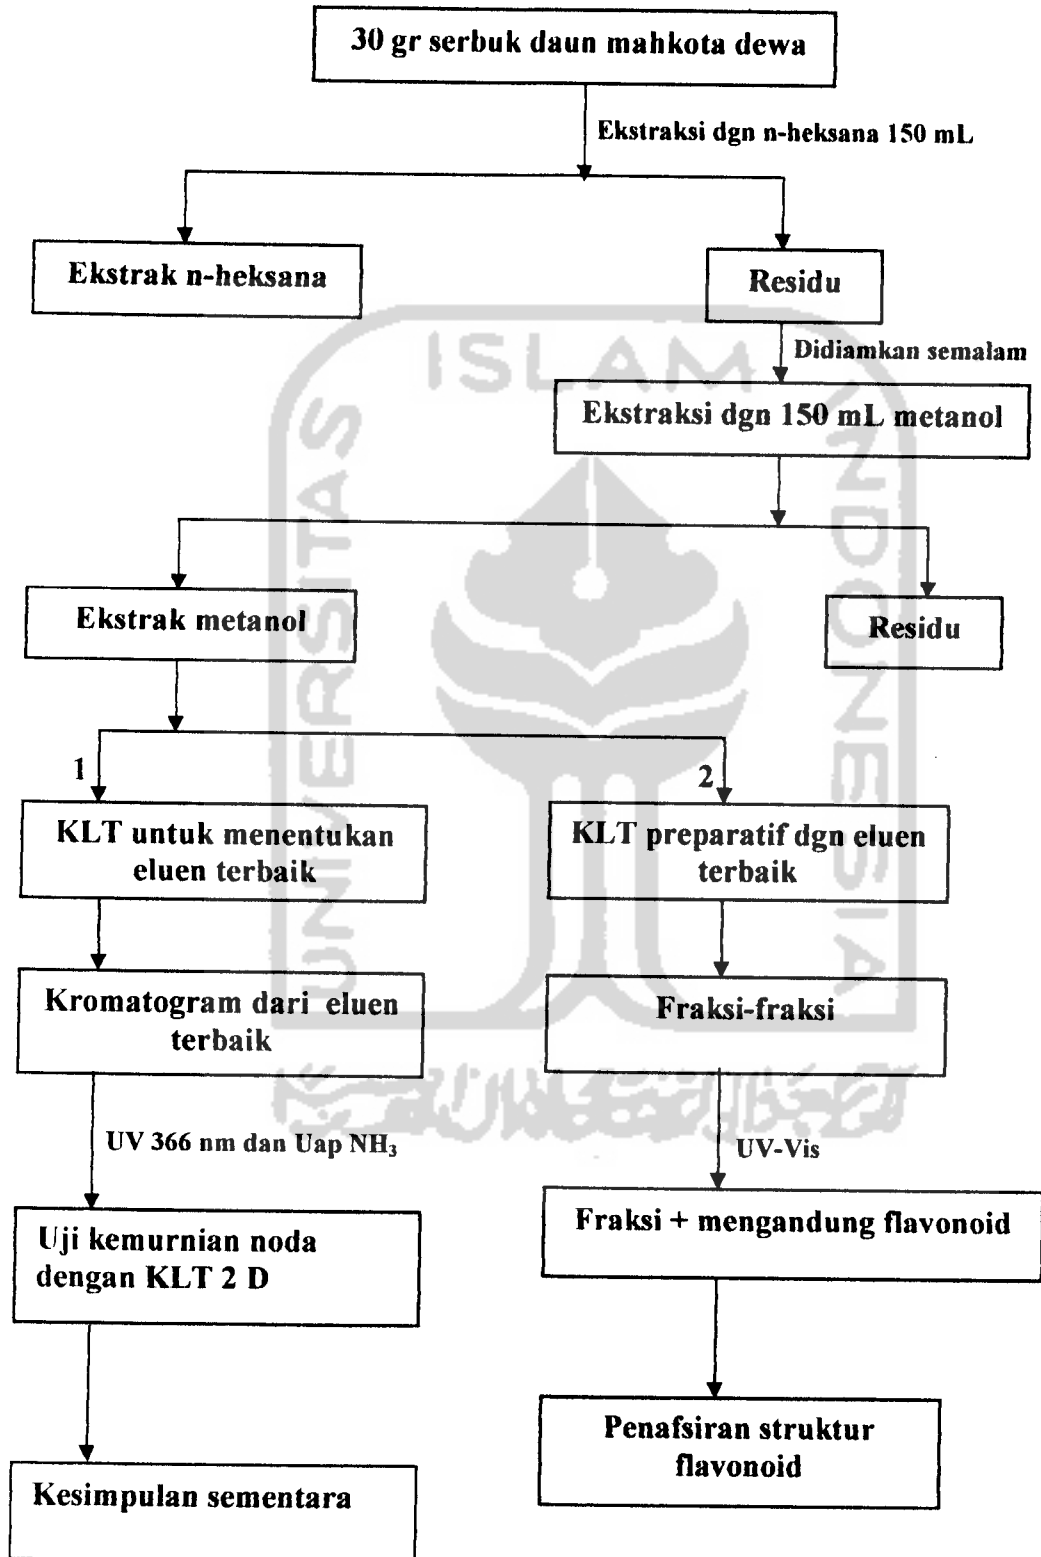 30 gr serbuk daun mahkota dewa
Ekstraksi dgn n-heksana 150 mL
Ekstrak n-heksana
Residu
Didiamkan semalam
Ekstraksi dgn 150 mL metanol
Ekstrak metanol
Residu
1
2
KLT untuk menentukan
eluen terbaik
KLT preparatif dgn eluen
terbaik
Kromatogram dari eluen
terbaik
Fraksi-fraksi
UV 366 nm dan Uap NH₃
UV-Vis
Uji kemurnian noda
dengan KLT 2 D
Fraksi + mengandung flavonoid
Kesimpulan sementara
Penafsiran struktur
flavonoid
UNIVERSITAS
ISLAM
INDONESIA